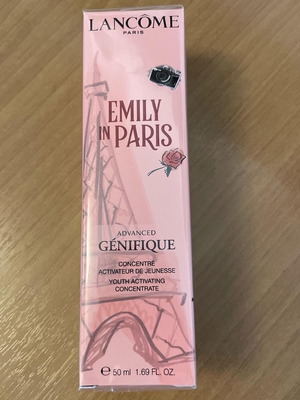 LANCÔME
PARIS
EMILY
IN PARIS
ADVANCED
GÉNIFIQUE
CONCENTRÉ
ACTIVATEUR DE JEUNESSE
YOUTH ACTIVATING
CONCENTRATE
e 50 ml 1.69 FL. OZ.